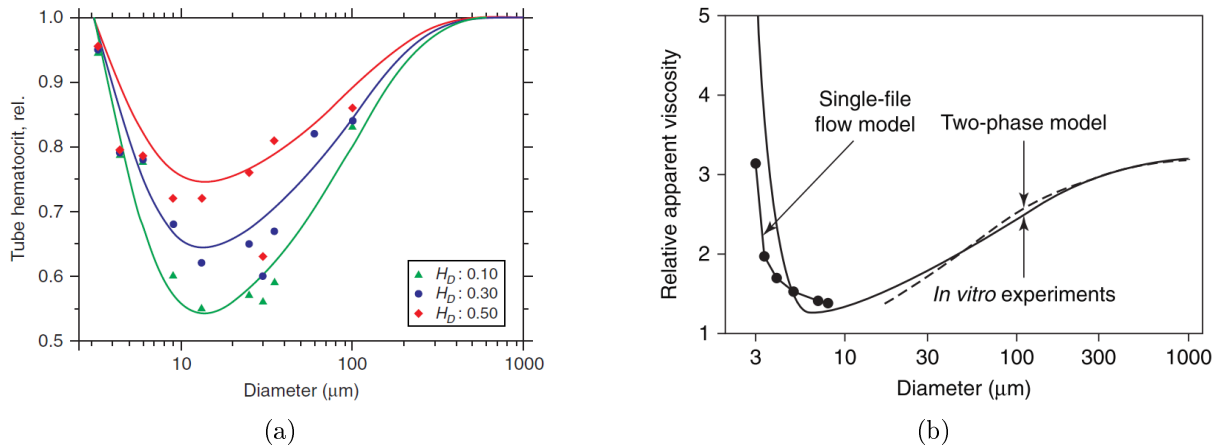 1.0
0.9
0.8
0.7
0.6
0.5
Tube hematocrit, rel.
H_D: 0.10
H_D: 0.30
H_D: 0.50
10
100
1000
Diameter (μm)
(a)
5
4
3
2
1
Relative apparent viscosity
Single-file
flow model
Two-phase model
In vitro experiments
3
10
30
100
300
1000
Diameter (μm)
(b)